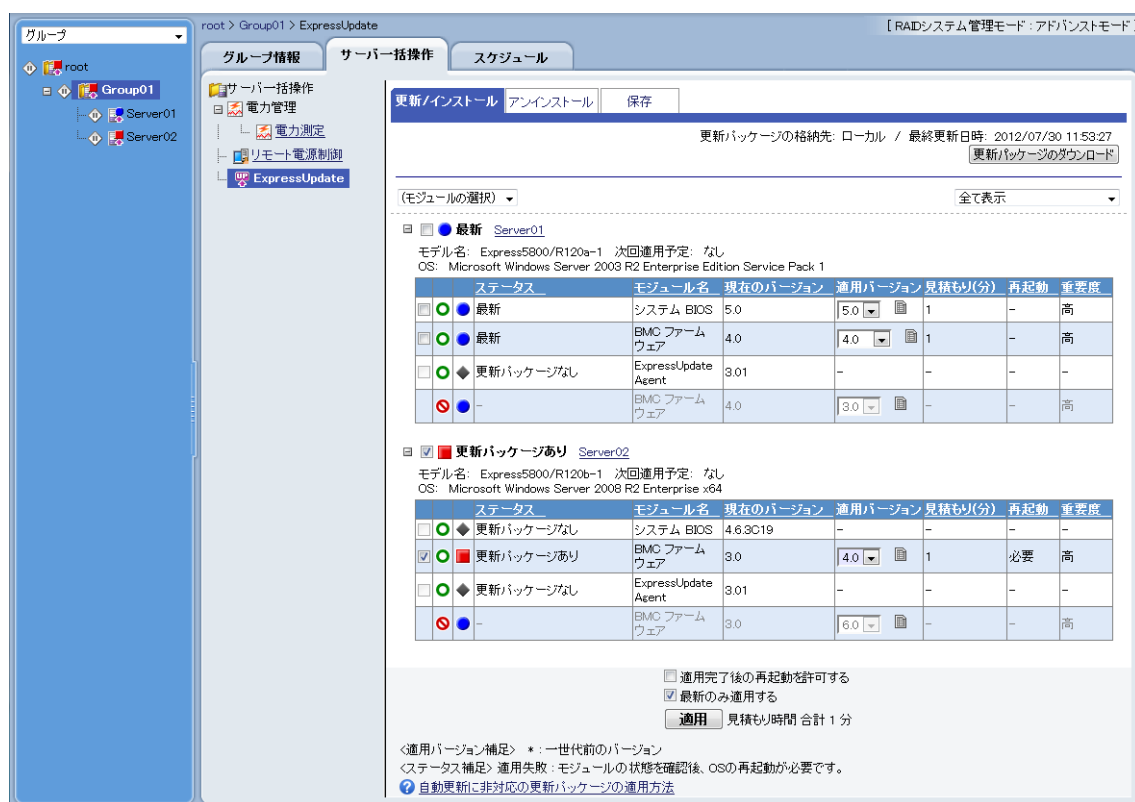 グループ
root > Group01 > ExpressUpdate
[ RAIDシステム管理モード : アドバンストモード ]
グループ情報 サーバー括操作 スケジュール
root
Group01
Server01
Server02
サーバー括操作
電力管理
電力測定
リモート電源制御
ExpressUpdate
更新/インストール アンインストール 保存
更新パッケージの格納先: ローカル / 最終更新日時: 2012/07/30 11:53:27
更新パッケージのダウンロード
(モジュールの選択) 全て表示
最新 Server01
モデル名: Express5800/R120a-1 次回適用予定: なし
OS: Microsoft Windows Server 2003 R2 Enterprise Edition Service Pack 1
ステータス モジュール名 現在のバージョン 適用バージョン 見積もり(分) 再起動 重要度
最新 システム BIOS 5.0 5.0 1 - 高
最新 BMC ファームウェア 4.0 4.0 1 - 高
更新パッケージなし ExpressUpdate Agent 3.01 - - - -
- BMC ファームウェア 4.0 3.0 - - 高
更新パッケージあり Server02
モデル名: Express5800/R120b-1 次回適用予定: なし
OS: Microsoft Windows Server 2008 R2 Enterprise x64
ステータス モジュール名 現在のバージョン 適用バージョン 見積もり(分) 再起動 重要度
更新パッケージなし システム BIOS 4.6.3C19 - - - -
更新パッケージあり BMC ファームウェア 3.0 4.0 1 必要 高
更新パッケージなし ExpressUpdate Agent 3.01 - - - -
- BMC ファームウェア 3.0 6.0 - - 高
適用完了後の再起動を許可する
最新のみ適用する
適用 見積もり時間 合計 1 分
<適用バージョン補足> * : 一世代前のバージョン
<ステータス補足> 適用失敗 : モジュールの状態を確認後、OSの再起動が必要です。
自動更新に非対応の更新パッケージの適用方法